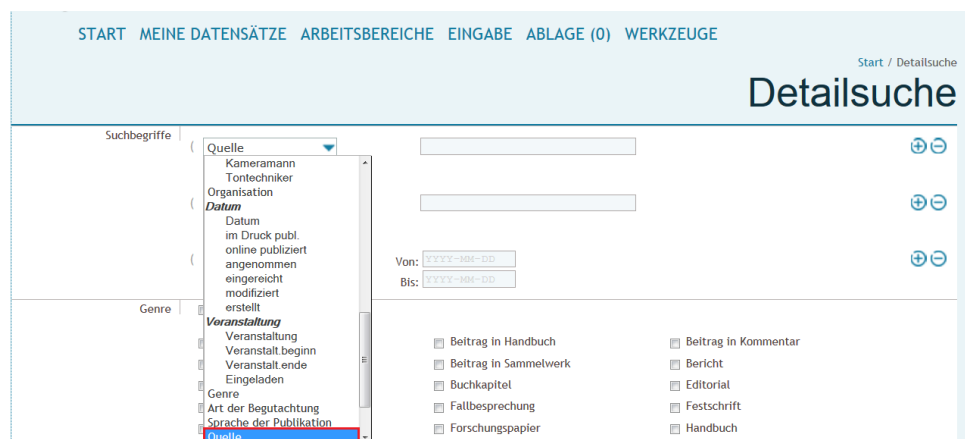 START MEINE DATENSÄTZE ARBEITSBEREICHE EINGABE ABLAGE (0) WERKZEUGE
Start / Detailsuche
Detailsuche
Suchbegriffe ( Quelle
Kameramann
Tontechniker
Organisation
( Datum
Datum
im Druck publ.
online publiziert
( angenommen Von: YYYY-MM-DD
eingereicht Bis: YYYY-MM-DD
modifiziert
erstellt
Genre
Veranstaltung
Veranstaltung Beitrag in Handbuch Beitrag in Kommentar
Veranstalt.beginn
Veranstalt.ende Beitrag in Sammelwerk Bericht
Eingeladen Buchkapitel Editorial
Genre
Art der Begutachtung Fallbesprechung Festschrift
Sprache der Publikation
Quelle Forschungspapier Handbuch